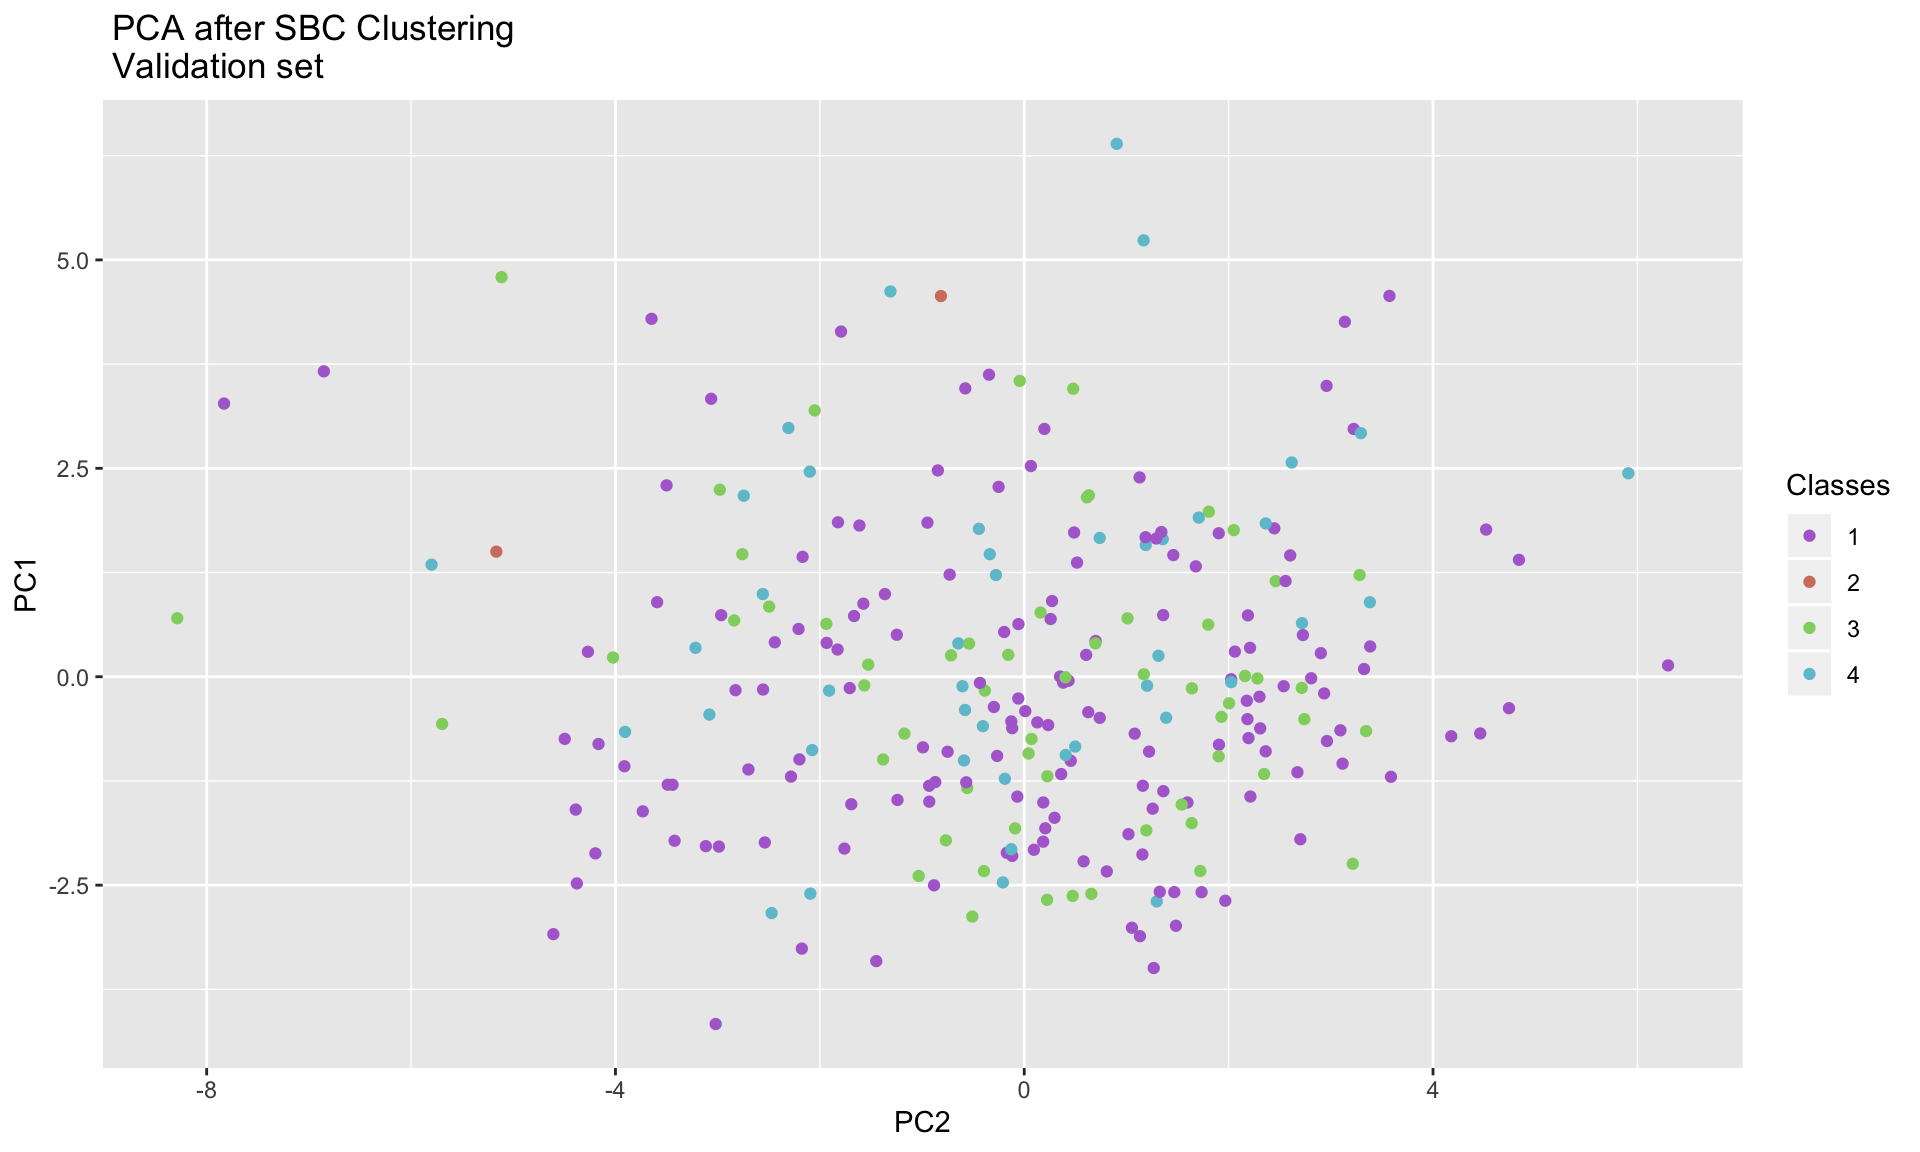 PCA after SBC Clustering
Validation set
PC1
5.0
2.5
0.0
-2.5
-8
-4
0
4
PC2
Classes
1
2
3
4